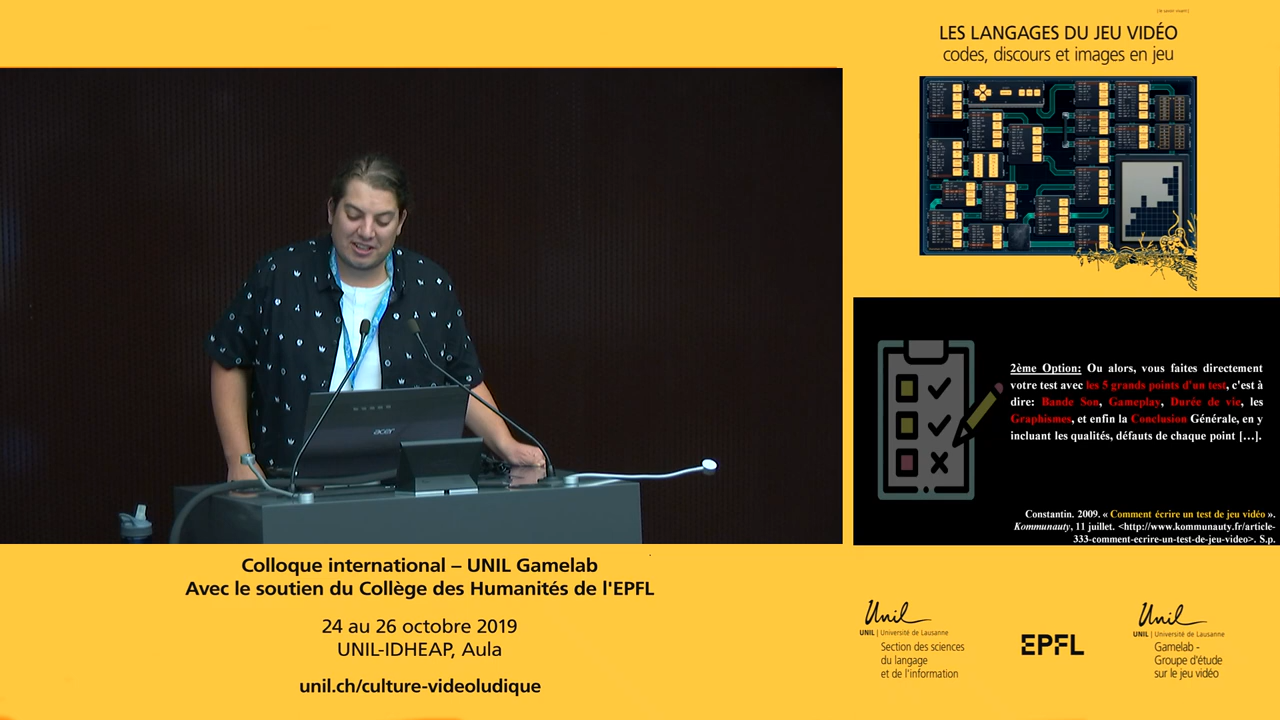 [le savoir vivant]
LES LANGAGES DU JEU VIDÉO
codes, discours et images en jeu
acer
2ème Option: Ou alors, vous faites directement
votre test avec les 5 grands points d'un test, c'est à
dire: Bande Son, Gameplay, Durée de vie, les
Graphismes, et enfin la Conclusion Générale, en y
incluant les qualités, défauts de chaque point […].
Constantin. 2009. « Comment écrire un test de jeu vidéo ».
Kommunauty, 11 juillet. <http://www.kommunauty.fr/article-
333-comment-ecrire-un-test-de-jeu-video>. S.p.
Colloque international – UNIL Gamelab
Avec le soutien du Collège des Humanités de l'EPFL
24 au 26 octobre 2019
UNIL-IDHEAP, Aula
unil.ch/culture-videoludique
Unil
UNIL | Université de Lausanne
Section des sciences
du langage
et de l'information
EPFL
Unil
UNIL | Université de Lausanne
Gamelab -
Groupe d'étude
sur le jeu vidéo